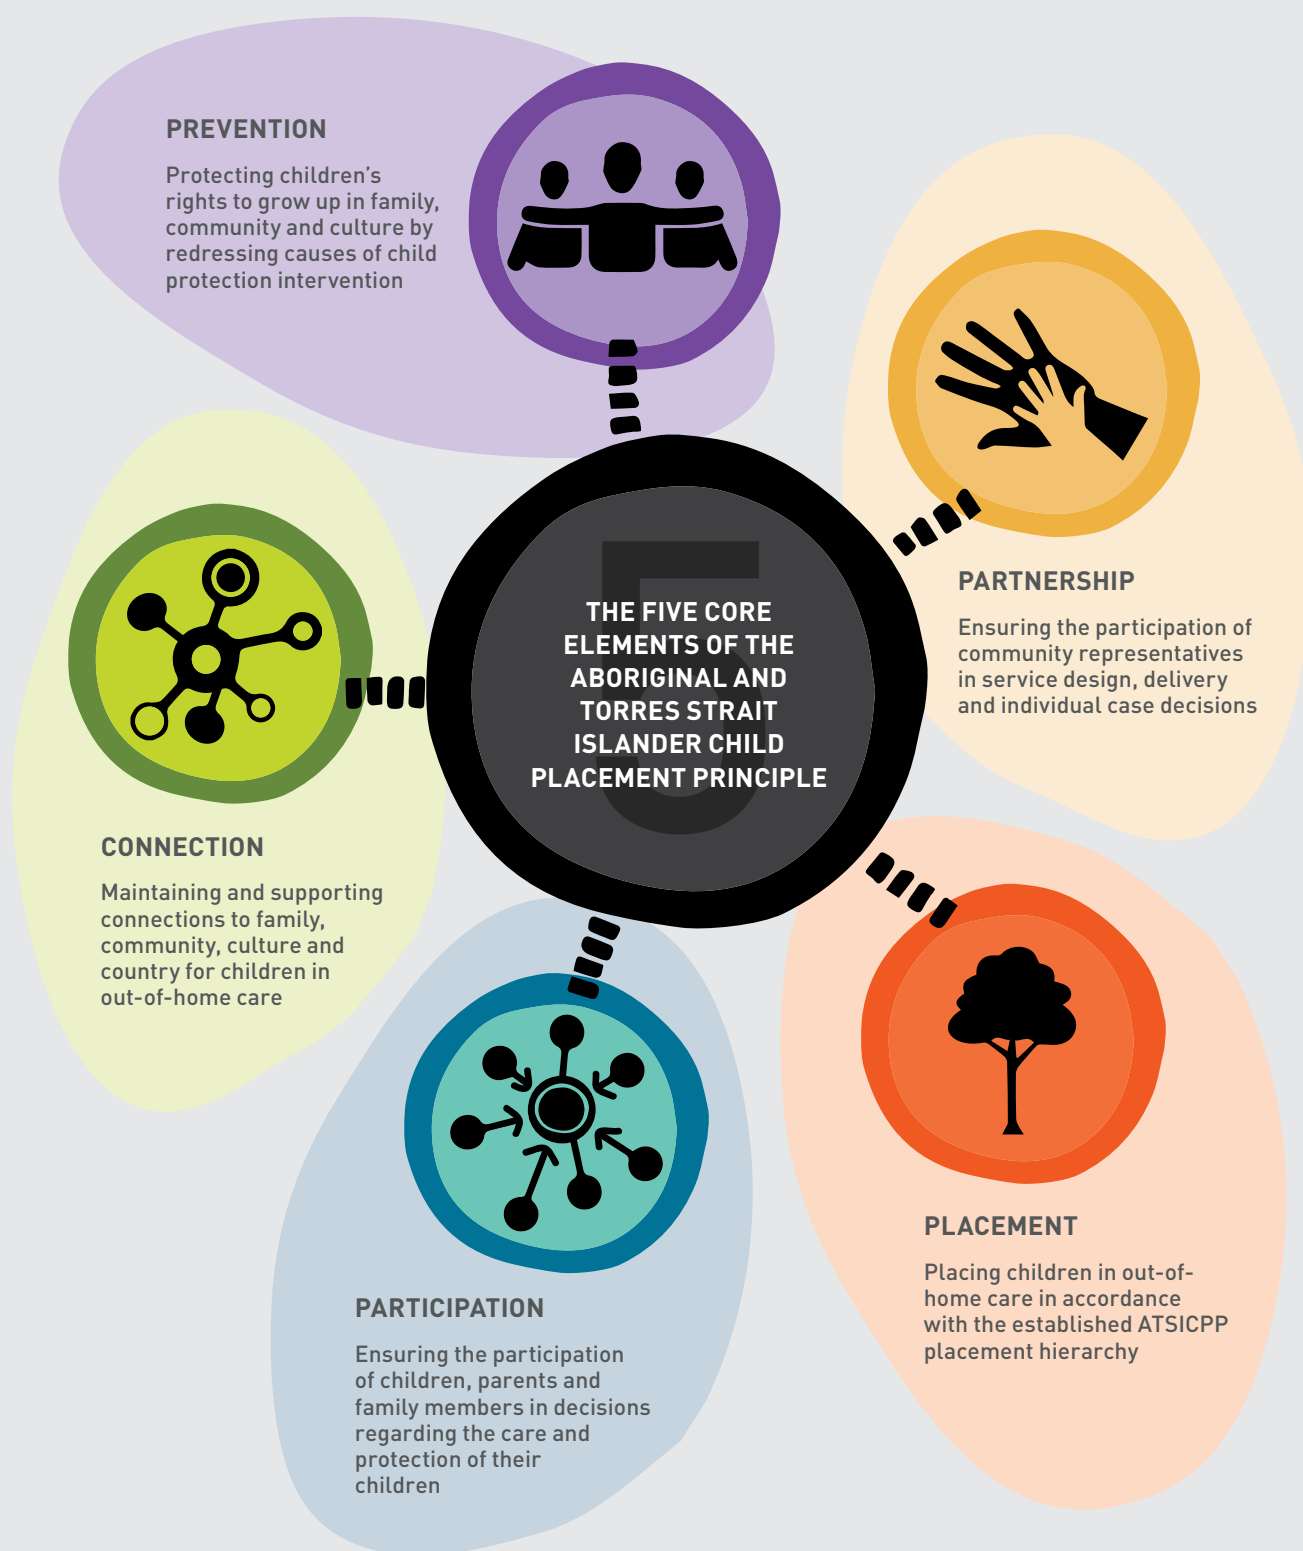 PREVENTION
Protecting children’s
rights to grow up in family,
community and culture by
redressing causes of child
protection intervention
PARTNERSHIP
Ensuring the participation of
community representatives
in service design, delivery
and individual case decisions
5
THE FIVE CORE
ELEMENTS OF THE
ABORIGINAL AND
TORRES STRAIT
ISLANDER CHILD
PLACEMENT PRINCIPLE
CONNECTION
Maintaining and supporting
connections to family,
community, culture and
country for children in
out-of-home care
PLACEMENT
Placing children in out-of-
home care in accordance
with the established ATSICPP
placement hierarchy
PARTICIPATION
Ensuring the participation
of children, parents and
family members in decisions
regarding the care and
protection of their
children